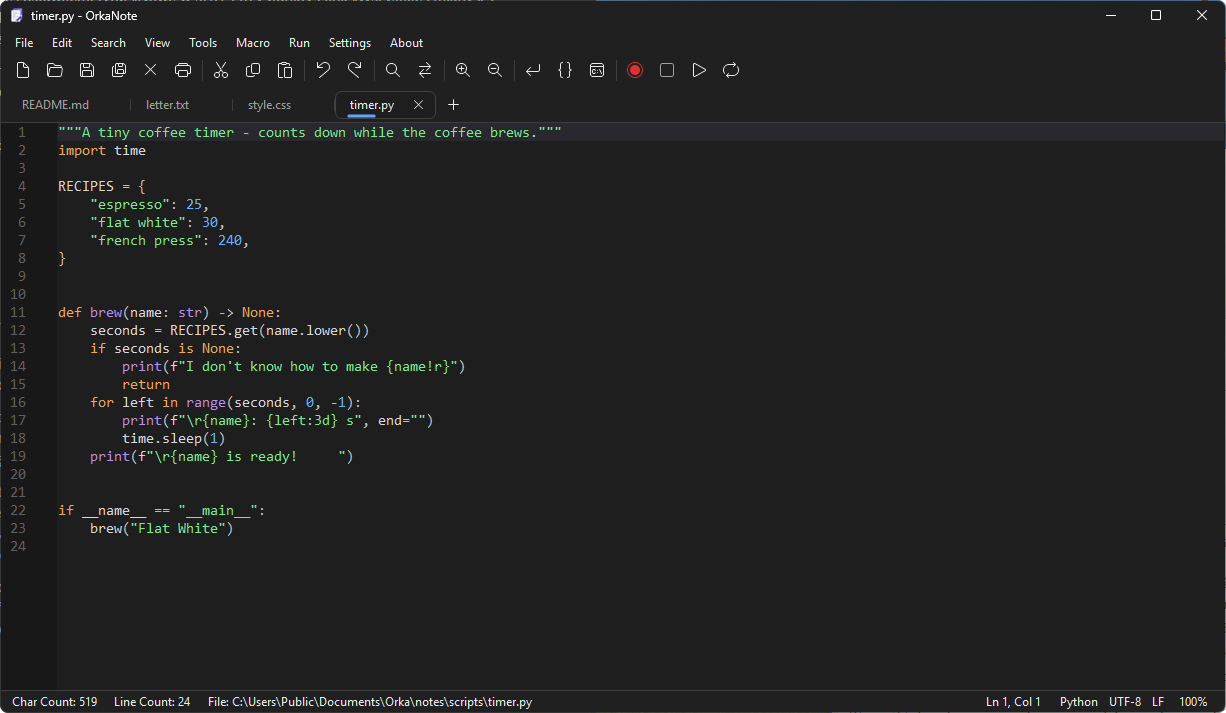 timer.py - OrkaNote
File Edit Search View Tools Macro Run Settings About
README.md letter.txt style.css timer.py
1 """A tiny coffee timer - counts down while the coffee brews."""
2 import time
3
4 RECIPES = {
5     "espresso": 25,
6     "flat white": 30,
7     "french press": 240,
8 }
9
10
11 def brew(name: str) -> None:
12     seconds = RECIPES.get(name.lower())
13     if seconds is None:
14         print(f"I don't know how to make {name!r}")
15         return
16     for left in range(seconds, 0, -1):
17         print(f"\r{name}: {left:3d} s", end="")
18         time.sleep(1)
19     print(f"\r{name} is ready!     ")
20
21
22 if __name__ == "__main__":
23     brew("Flat White")
24
Char Count: 519 Line Count: 24 File: C:\Users\Public\Documents\Orka\notes\scripts\timer.py Ln 1, Col 1 Python UTF-8 LF 100%